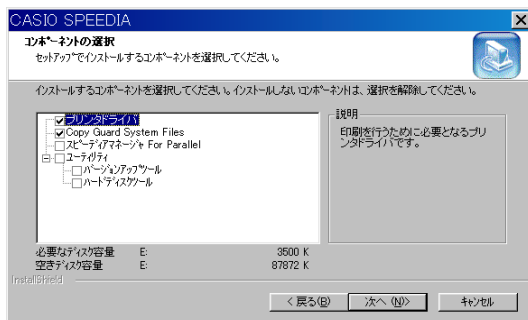 CASIO SPEEDIA
ｺﾝﾎﾟｰﾈﾝﾄの選択
ｾｯﾄｱｯﾌﾟでｲﾝｽﾄｰﾙするｺﾝﾎﾟｰﾈﾝﾄを選択してください。
ｲﾝｽﾄｰﾙするｺﾝﾎﾟｰﾈﾝﾄを選択してください。ｲﾝｽﾄｰﾙしないｺﾝﾎﾟｰﾈﾝﾄは、選択を解除してください。
プリンタドライバ
Copy Guard System Files
ｽﾋﾟｰﾃﾞｨｱﾏﾈｰｼﾞｬ For Parallel
ﾕｰﾃｨﾘﾃｨ
ﾊﾞｰｼﾞｮﾝｱｯﾌﾟﾂｰﾙ
ﾊｰﾄﾞﾃﾞｨｽｸﾂｰﾙ
説明
印刷を行うために必要となるプリ
ンタドライバです。
必要なﾃﾞｨｽｸ容量 E: 3500 K
空きﾃﾞｨｽｸ容量 E: 87872 K
InstallShield
< 戻る(B) 次へ (N)> ｷｬﾝｾﾙ